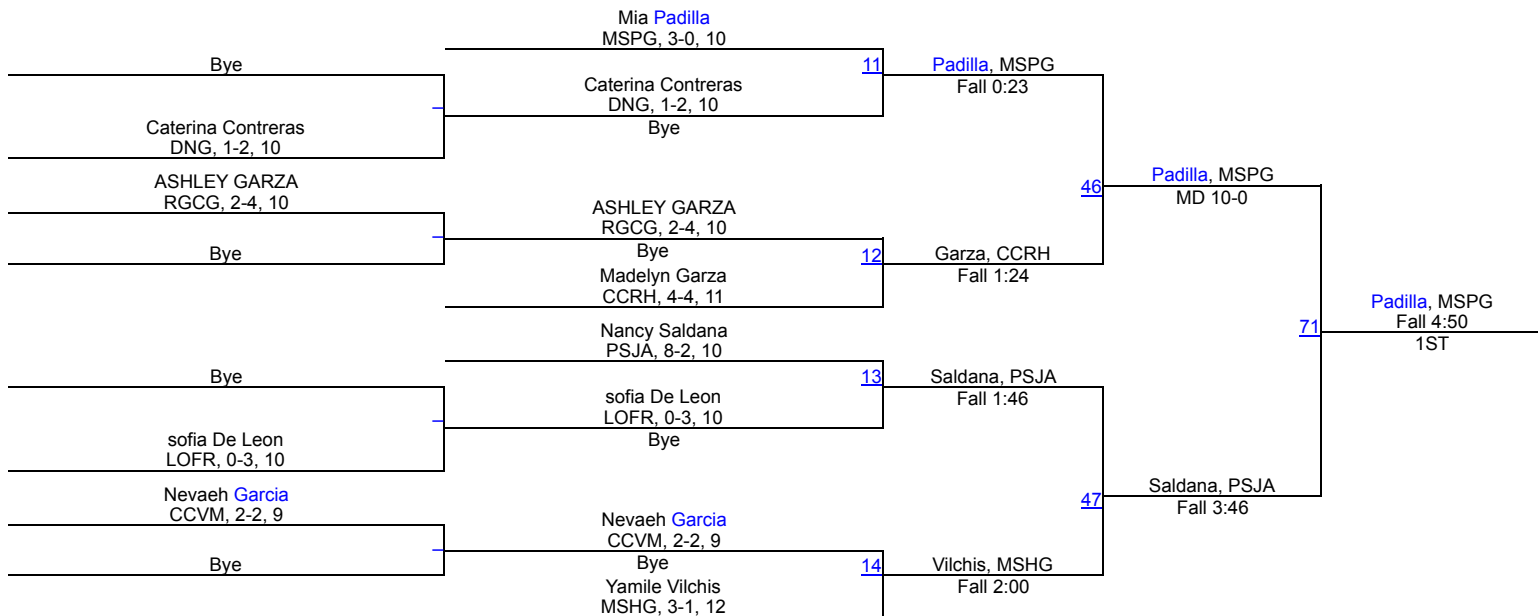 Bye
Caterina Contreras
DNG, 1-2, 10
ASHLEY GARZA
RGCG, 2-4, 10
Bye
Bye
sofia De Leon
LOFR, 0-3, 10
Nevaeh Garcia
CCVM, 2-2, 9
Bye
Mia Padilla
MSPG, 3-0, 10
Caterina Contreras
DNG, 1-2, 10
Bye
ASHLEY GARZA
RGCG, 2-4, 10
Bye
Madelyn Garza
CCRH, 4-4, 11
Nancy Saldana
PSJA, 8-2, 10
sofia De Leon
LOFR, 0-3, 10
Bye
Nevaeh Garcia
CCVM, 2-2, 9
Bye
Yamile Vilchis
MSHG, 3-1, 12
11
Padilla, MSPG
Fall 0:23
12
Garza, CCRH
Fall 1:24
13
Saldana, PSJA
Fall 1:46
14
Vilchis, MSHG
Fall 2:00
46
Padilla, MSPG
MD 10-0
47
Saldana, PSJA
Fall 3:46
71
Padilla, MSPG
Fall 4:50
1ST